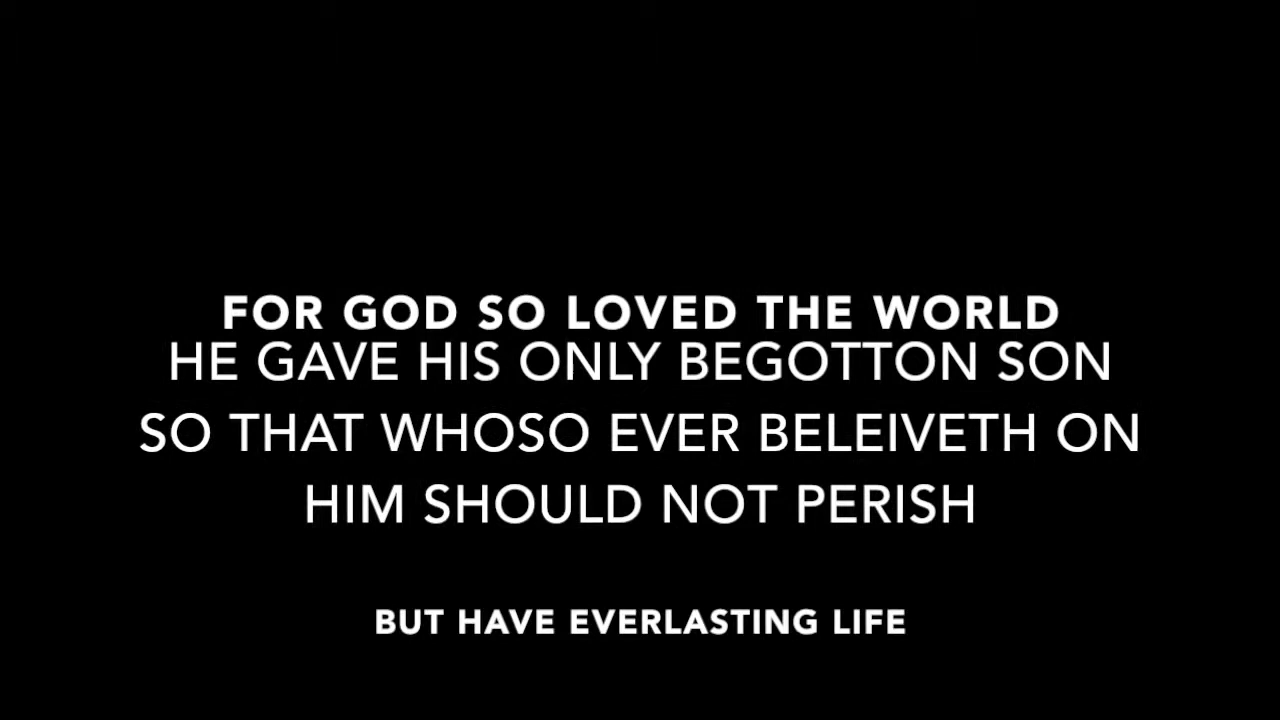 FOR GOD SO LOVED THE WORLD
HE GAVE HIS ONLY BEGOTTON SON
SO THAT WHOSO EVER BELEIVETH ON
HIM SHOULD NOT PERISH
BUT HAVE EVERLASTING LIFE